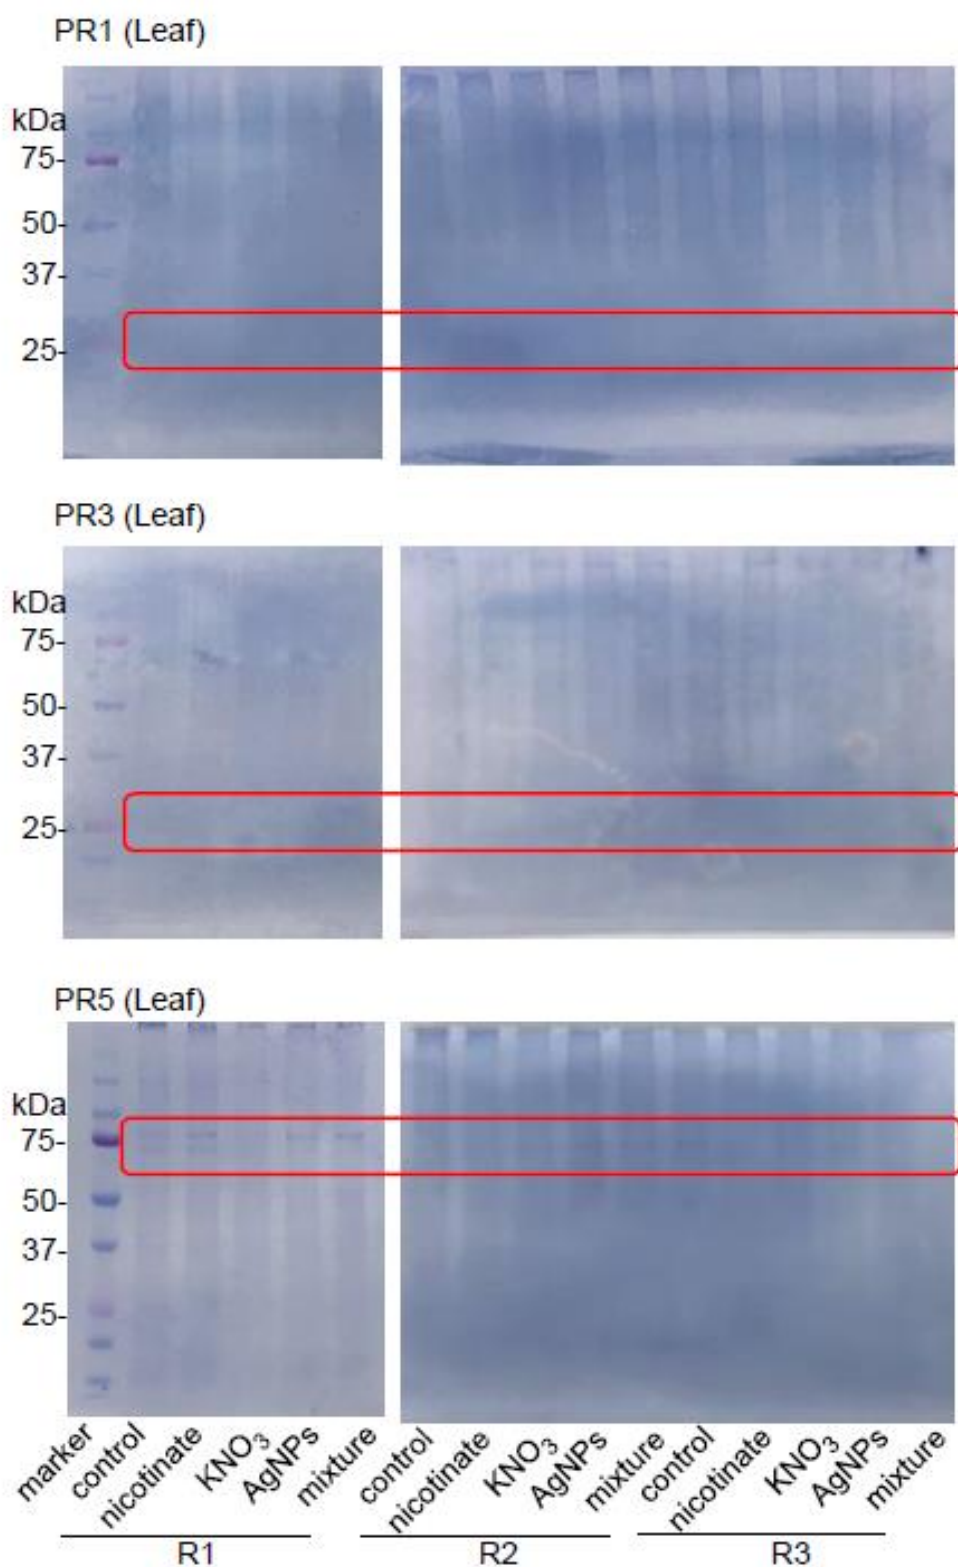 PR1 (Leaf)
kDa
75-
50-
37-
25-
PR3 (Leaf)
kDa
75-
50-
37-
25-
PR5 (Leaf)
kDa
75-
50-
37-
25-
marker control nicotinate KNO₃ AgNPs mixture control nicotinate KNO₃ AgNPs mixture control nicotinate KNO₃ AgNPs mixture
R1 R2 R3